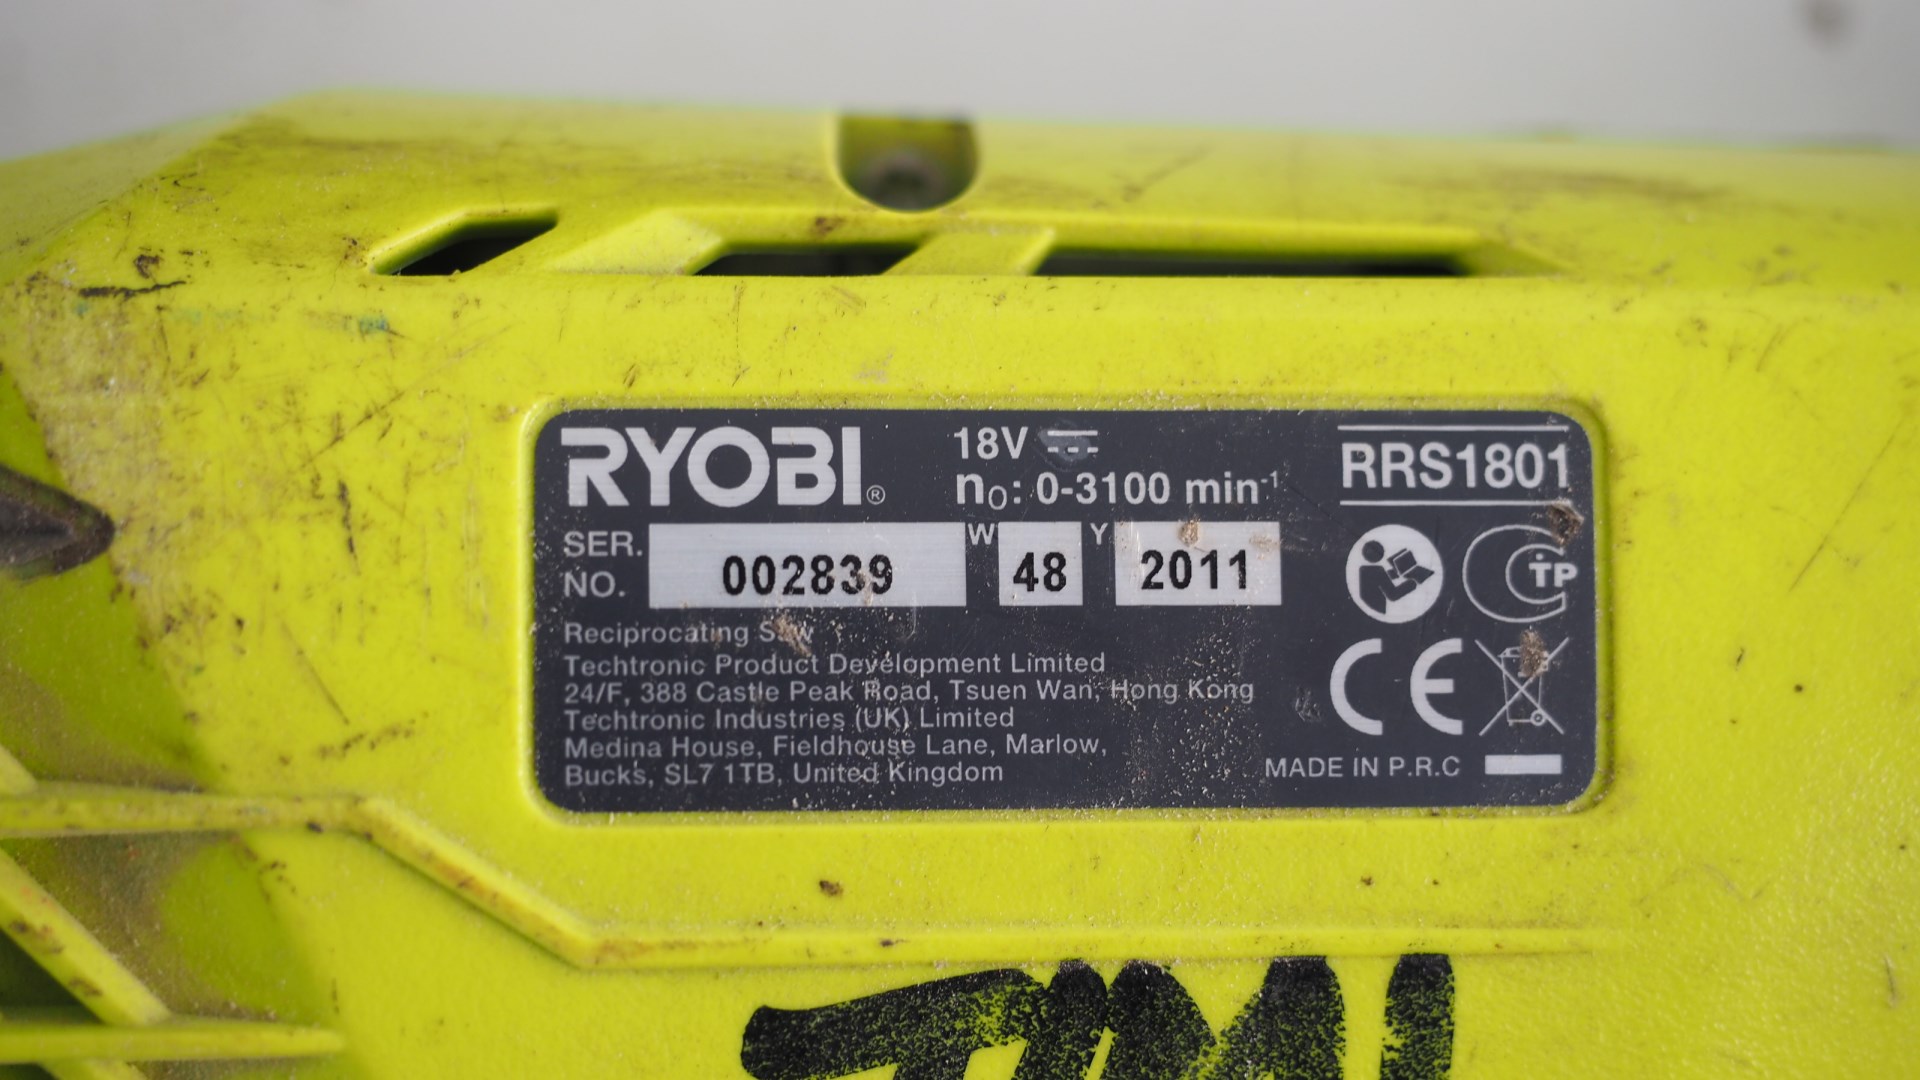 RYOBI®
18V
n₀: 0-3100 min⁻¹
RRS1801
SER. NO. 002839 W 48 Y 2011
Reciprocating Saw
Techtronic Product Development Limited
24/F, 388 Castle Peak Road, Tsuen Wan, Hong Kong
Techtronic Industries (UK) Limited
Medina House, Fieldhouse Lane, Marlow,
Bucks, SL7 1TB, United Kingdom
C TP
CE
MADE IN P.R.C